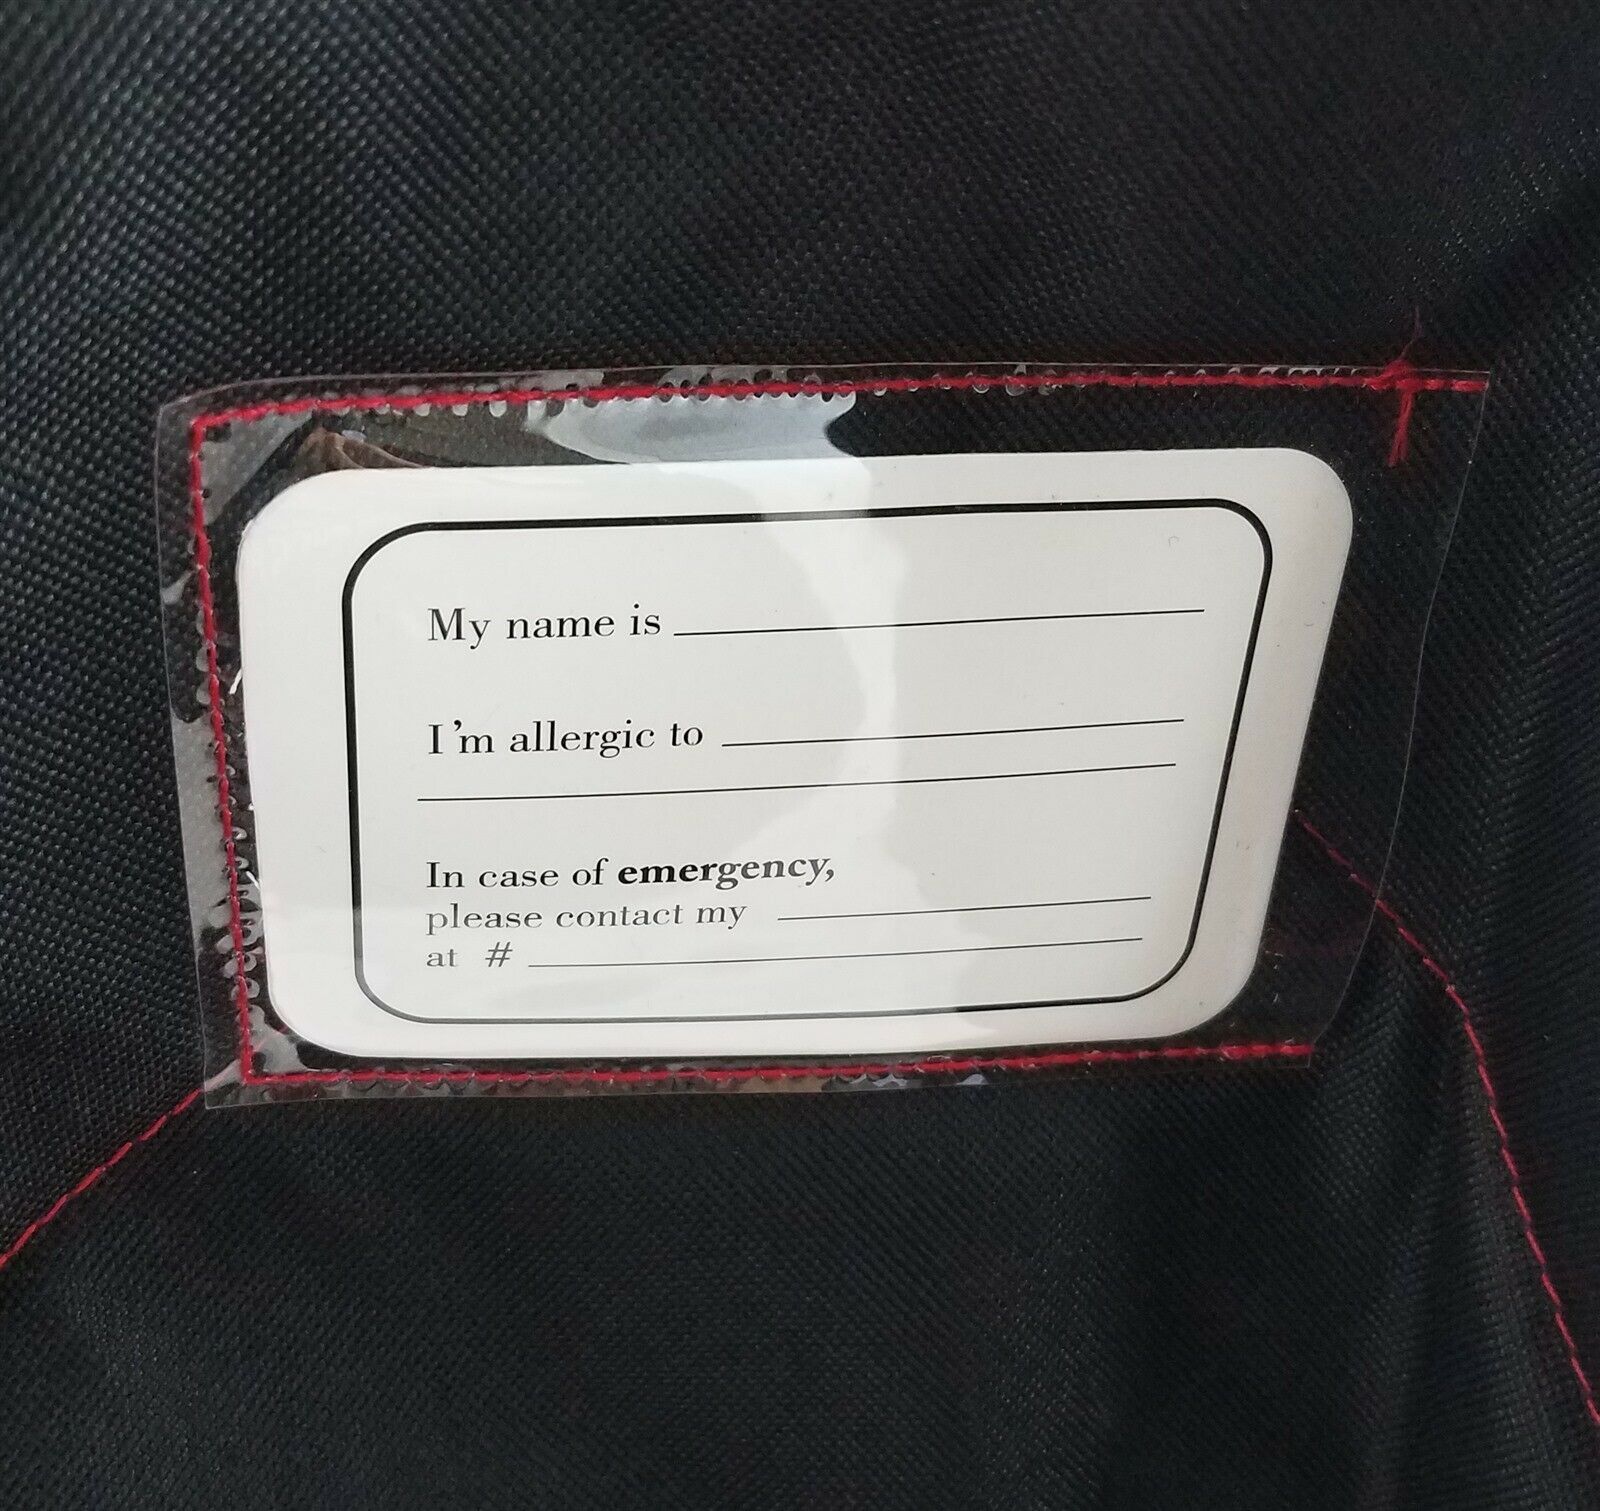 My name is
I'm allergic to
In case of emergency,
please contact my
at #